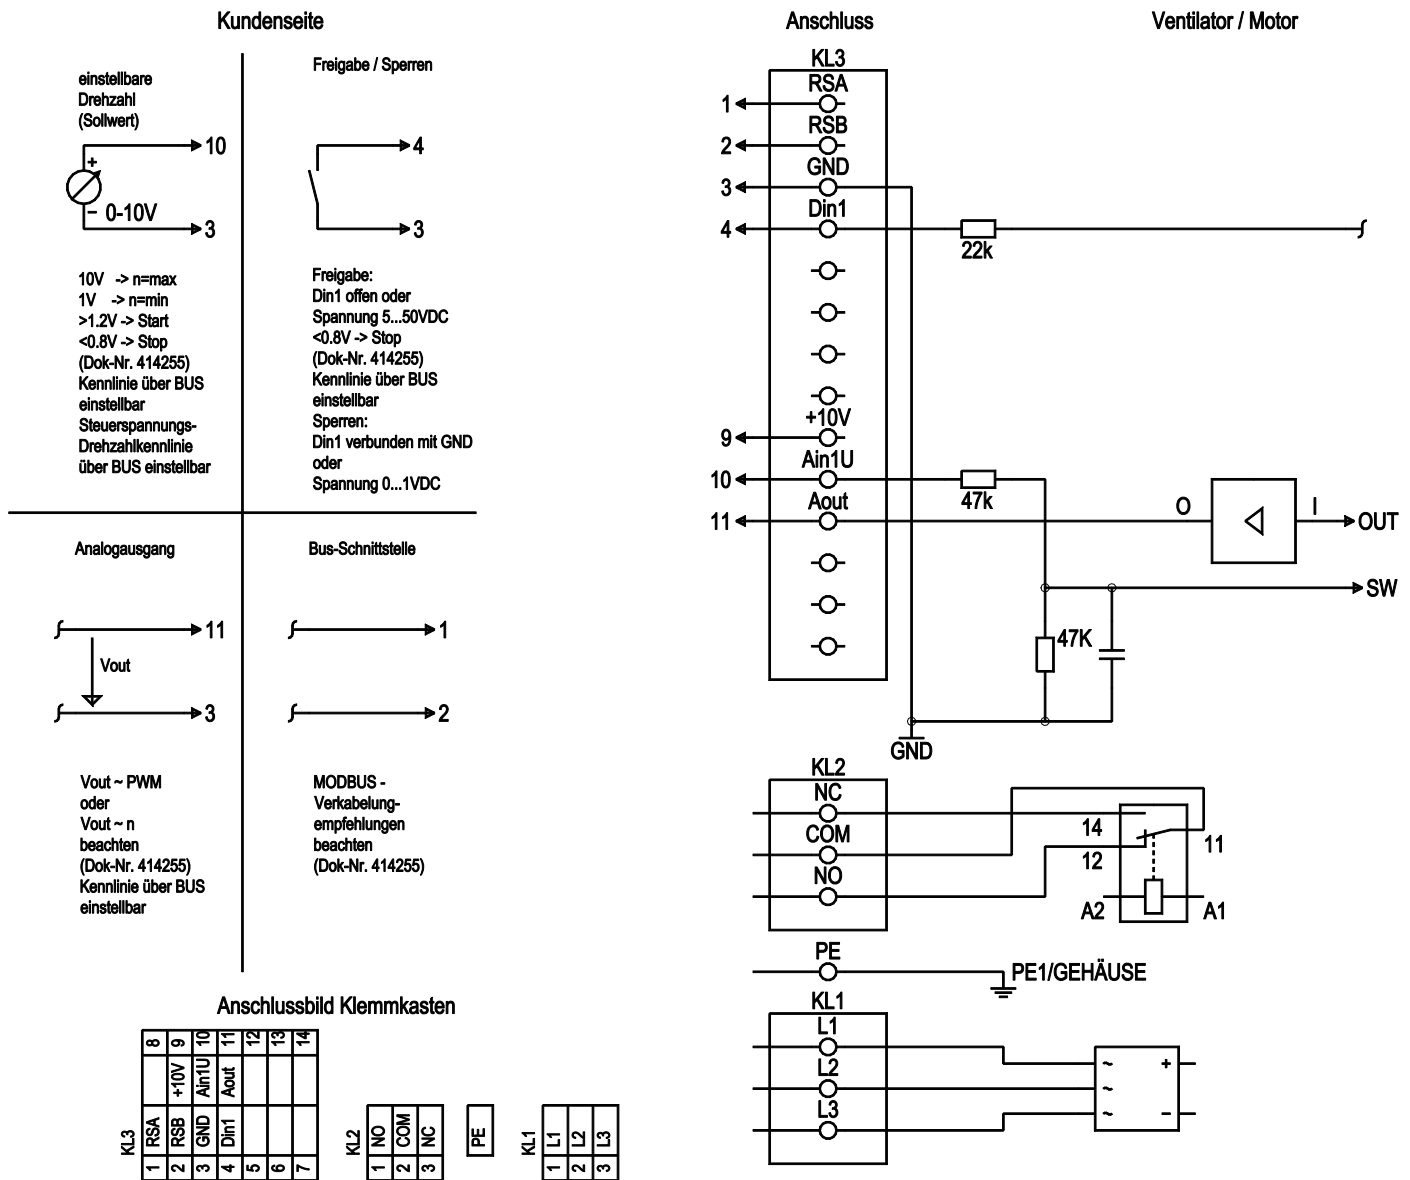 Kundenseite
Anschluss
Ventilator / Motor
einstellbare
Drehzahl
(Sollwert)
10
+
− 0-10V
3
10V -> n=max
1V -> n=min
>1.2V -> Start
<0.8V -> Stop
(Dok-Nr. 414255)
Kennlinie über BUS
einstellbar
Steuerspannungs-
Drehzahlkennlinie
über BUS einstellbar
Freigabe / Sperren
4
3
Freigabe:
Din1 offen oder
Spannung 5...50VDC
<0.8V -> Stop
(Dok-Nr. 414255)
Kennlinie über BUS
einstellbar
Sperren:
Din1 verbunden mit GND
oder
Spannung 0...1VDC
Analogausgang
11
Vout
3
Vout ~ PWM
oder
Vout ~ n
beachten
(Dok-Nr. 414255)
Kennlinie über BUS
einstellbar
Bus-Schnittstelle
1
2
MODBUS -
Verkabelung-
empfehlungen
beachten
(Dok-Nr. 414255)
KL3
RSA
1
RSB
2
GND
3
Din1
4
22k
+10V
9
Ain1U
10
47k
Aout
11
O
I
OUT
SW
47K
GND
KL2
NC
COM
NO
14
12
11
A2
A1
PE
PE1/GEHÄUSE
KL1
L1
L2
L3
~ +
~
~ −
Anschlussbild Klemmkasten
KL3
1 RSA 8
2 RSB +10V 9
3 GND Ain1U 10
4 Din1 Aout 11
5 12
6 13
7 14
KL2
1 NO
2 COM
3 NC
PE
KL1
1 L1
2 L2
3 L3